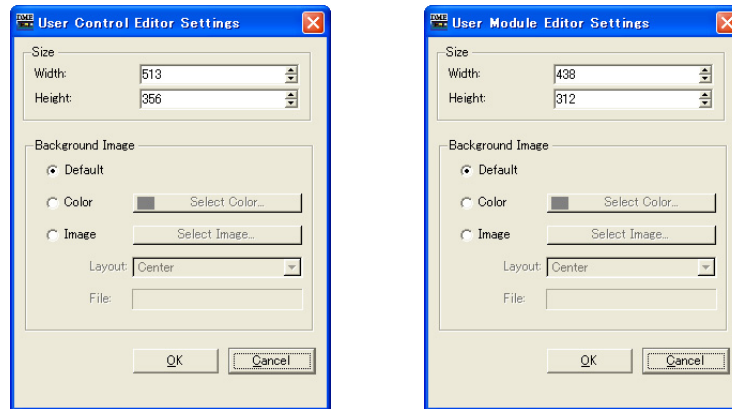 DME User Control Editor Settings
Size
Width: 513
Height: 356
Background Image
Default
Color Select Color...
Image Select Image...
Layout: Center
File:
OK Cancel
DME User Module Editor Settings
Size
Width: 438
Height: 312
Background Image
Default
Color Select Color...
Image Select Image...
Layout: Center
File:
OK Cancel